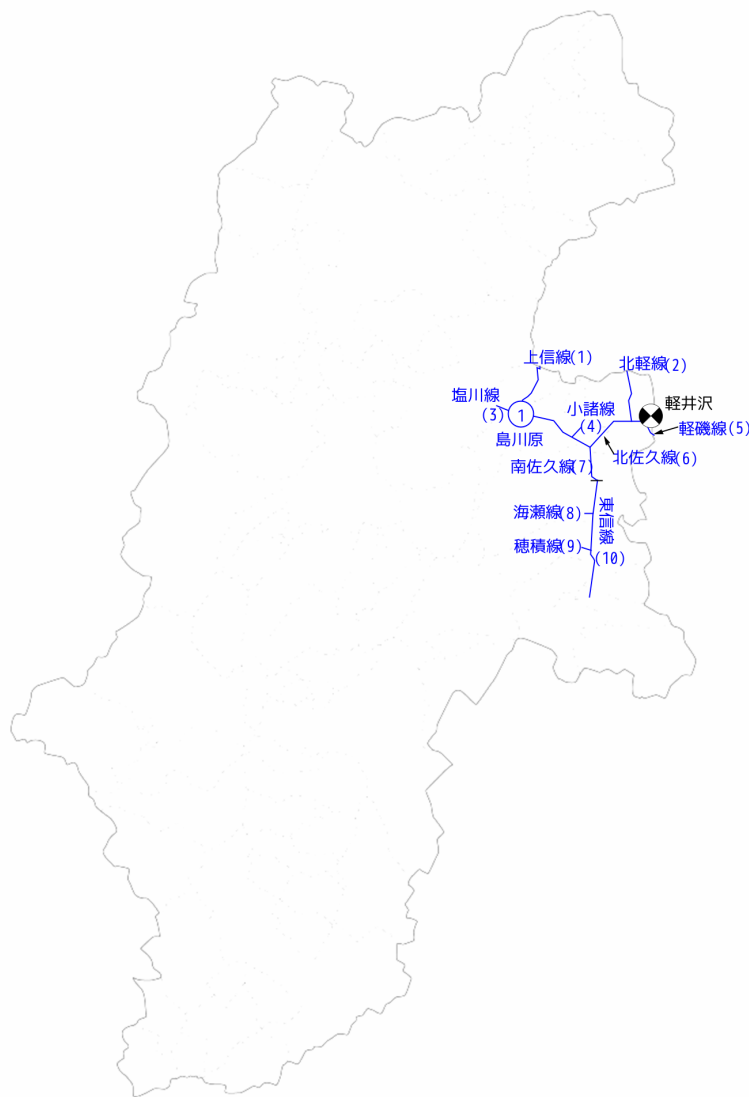 上信線(1)
北軽線(2)
塩川線
(3)
1
島川原
小諸線
(4)
軽井沢
軽磯線(5)
北佐久線(6)
南佐久線(7)
海瀬線(8)
東信線
(10)
穂積線(9)